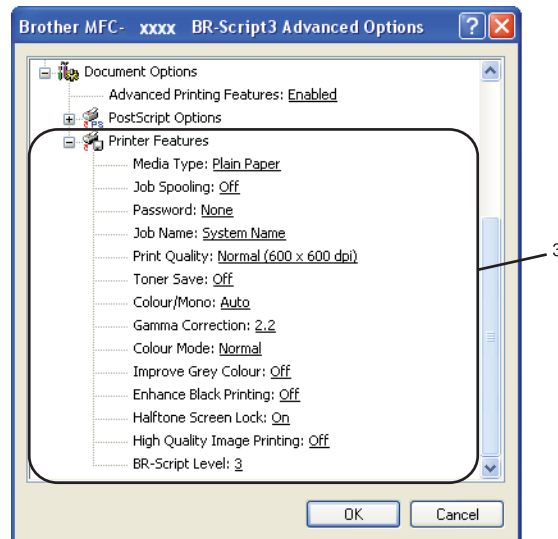 Brother MFC- xxxx BR-Script3 Advanced Options
Document Options
Advanced Printing Features: Enabled
PostScript Options
Printer Features
Media Type: Plain Paper
Job Spooling: Off
Password: None
Job Name: System Name
Print Quality: Normal (600 x 600 dpi)
Toner Save: Off
Colour/Mono: Auto
Gamma Correction: 2.2
Colour Mode: Normal
Improve Grey Colour: Off
Enhance Black Printing: Off
Halftone Screen Lock: On
High Quality Image Printing: Off
BR-Script Level: 3
3
OK Cancel